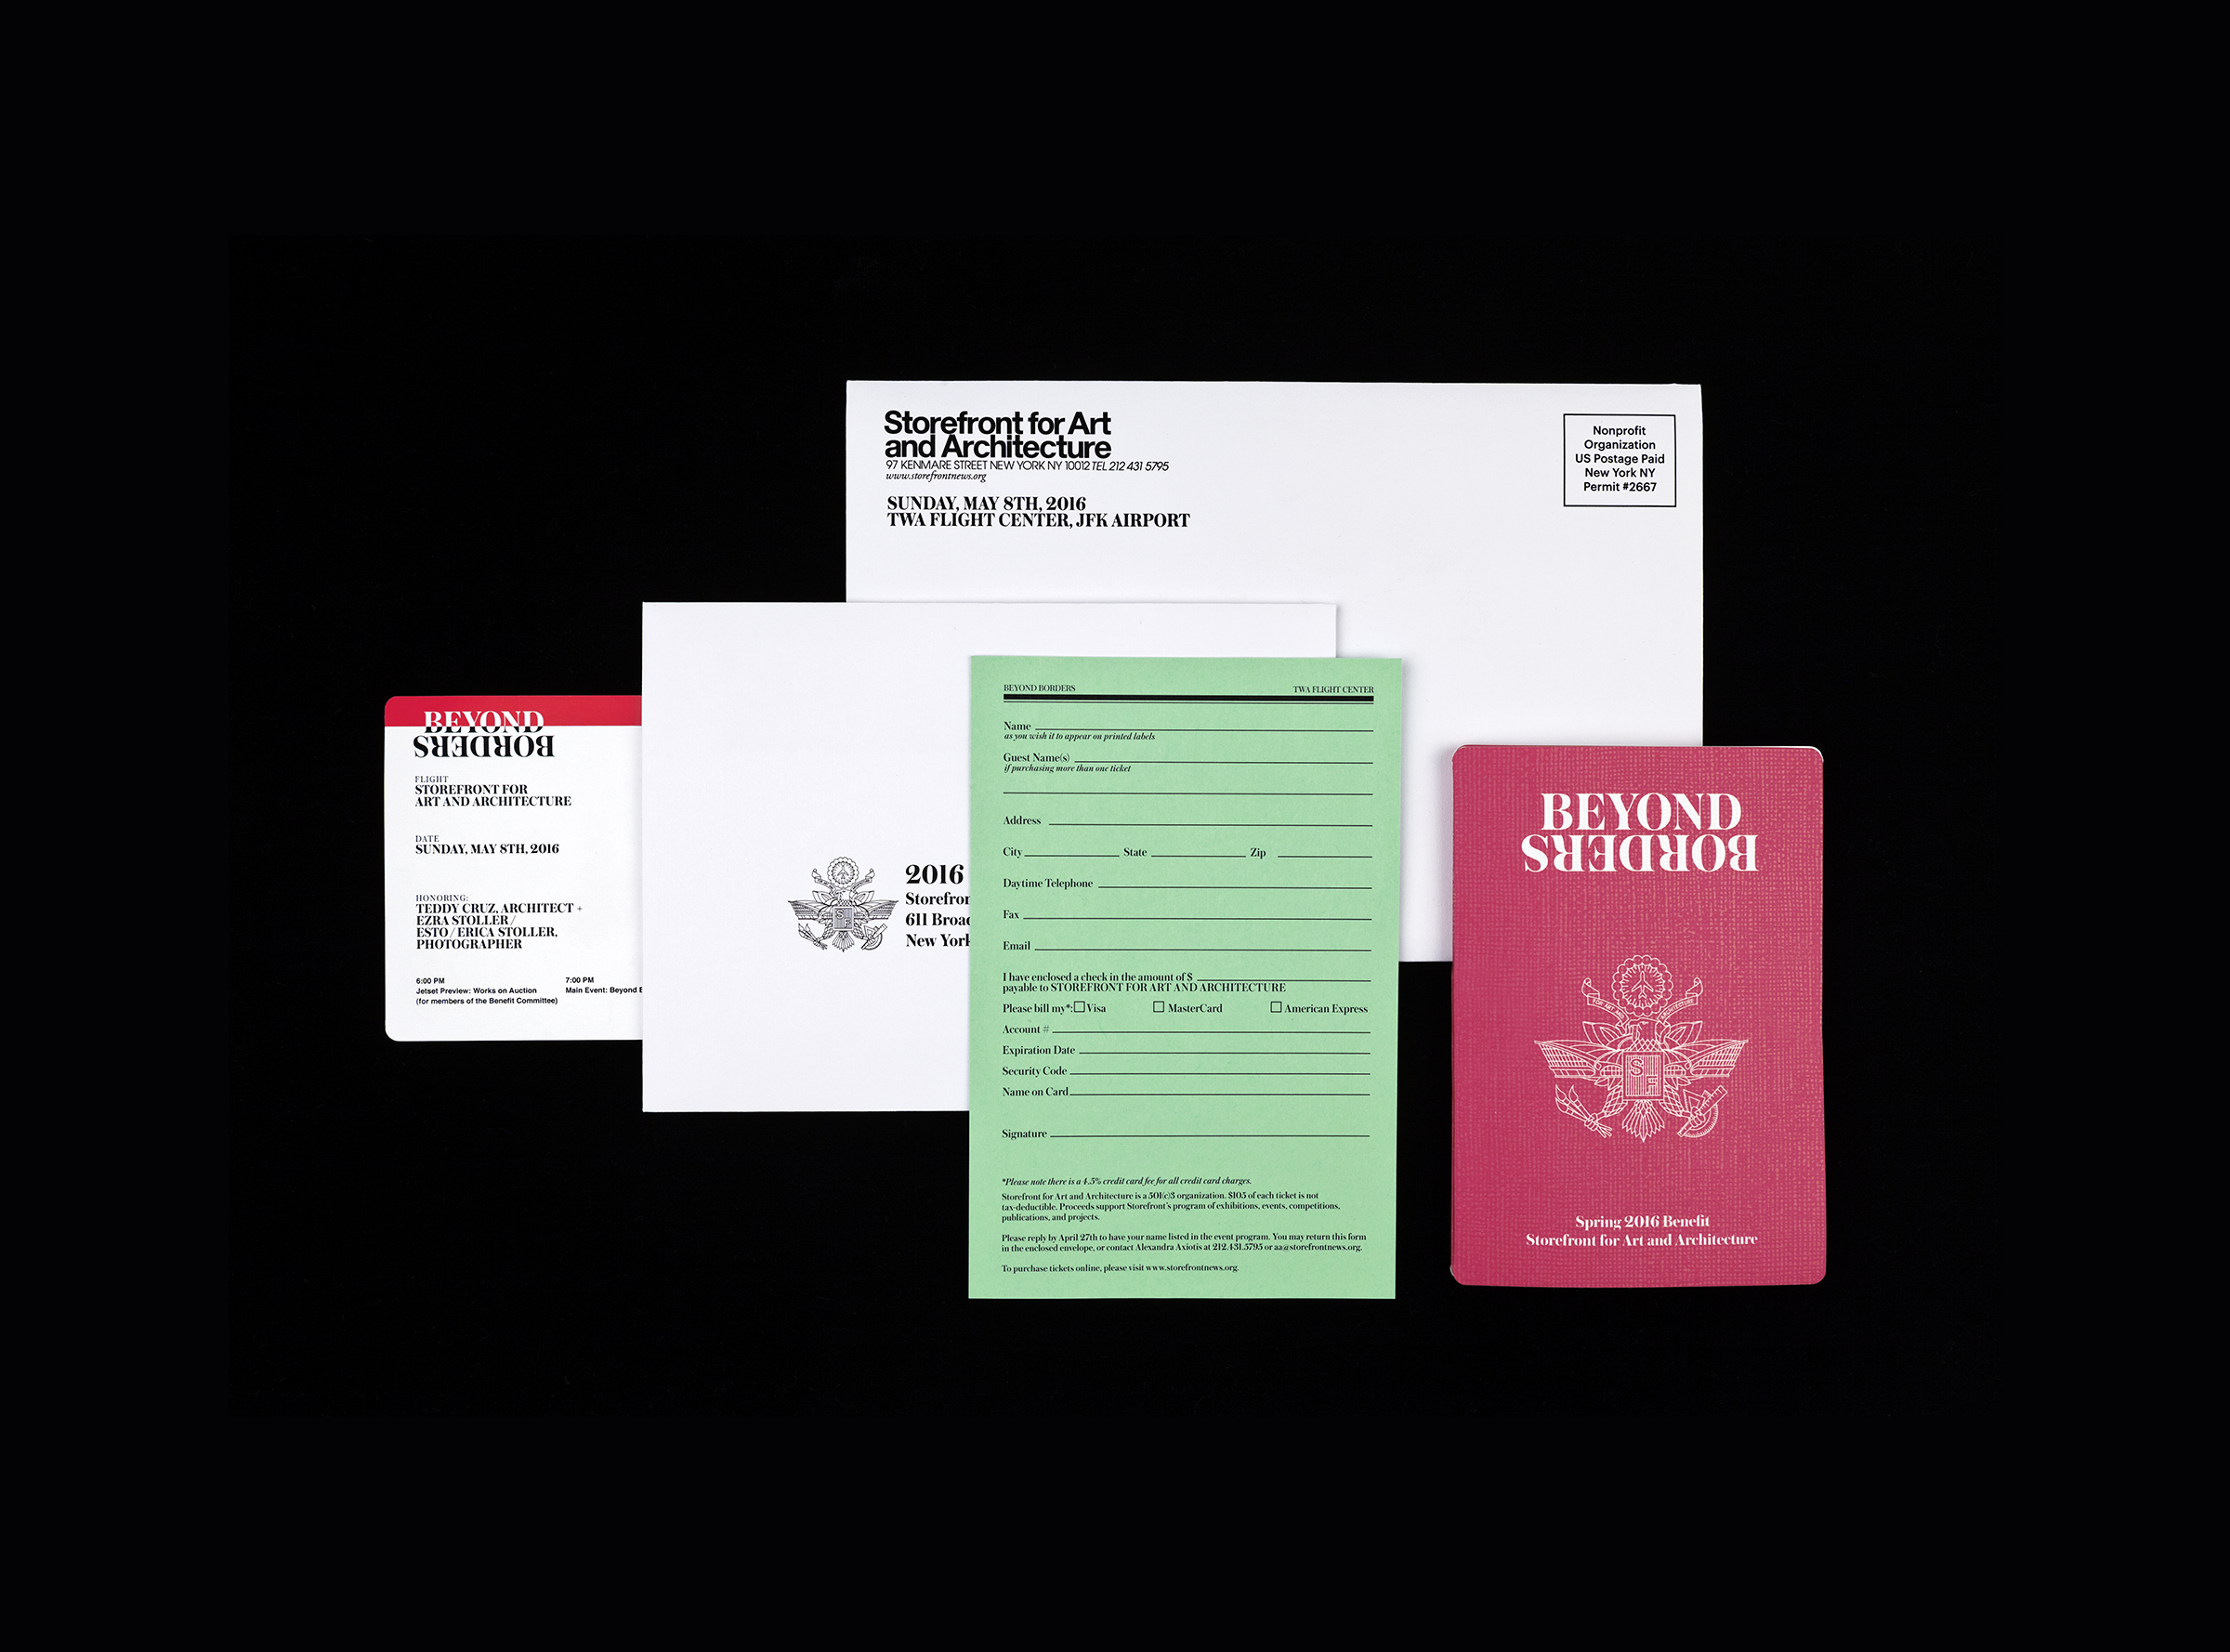 Storefront for Art
and Architecture
97 KENMARE STREET NEW YORK NY 10012 TEL 212 431 5795
www.storefrontnews.org
SUNDAY, MAY 8TH, 2016
TWA FLIGHT CENTER, JFK AIRPORT
Nonprofit
Organization
US Postage Paid
New York NY
Permit #2667
BEYOND
BORDERS
FLIGHT
STOREFRONT FOR
ART AND ARCHITECTURE
DATE
SUNDAY, MAY 8TH, 2016
HONORING:
TEDDY CRUZ, ARCHITECT +
EZRA STOLLER /
ESTO / ERICA STOLLER,
PHOTOGRAPHER
6:00 PM
Jetset Preview: Works on Auction
(for members of the Benefit Committee)
7:00 PM
Main Event: Beyond
SF
2016
611
New York
BEYOND BORDERS TWA FLIGHT CENTER
Name
as you wish it to appear on printed labels
Guest Name(s)
if purchasing more than one ticket
Address
City State Zip
Daytime Telephone
Fax
Email
I have enclosed a check in the amount of $
payable to STOREFRONT FOR ART AND ARCHITECTURE
Please bill my*: Visa MasterCard American Express
Account #
Expiration Date
Security Code
Name on Card
Signature
*Please note there is a 4.5% credit card fee for all credit card charges.
Storefront for Art and Architecture is a 501(c)3 organization. $105 of each ticket is not
tax-deductible. Proceeds support Storefront's program of exhibitions, events, competitions,
publications, and projects.
Please reply by April 27th to have your name listed in the event program. You may return this form
in the enclosed envelope, or contact Alexandra Axiotis at 212.431.5795 or aa@storefrontnews.org.
To purchase tickets online, please visit www.storefrontnews.org.
BEYOND
BORDERS
FOR ART AND ARCHITECTURE
SF
Spring 2016 Benefit
Storefront for Art and Architecture